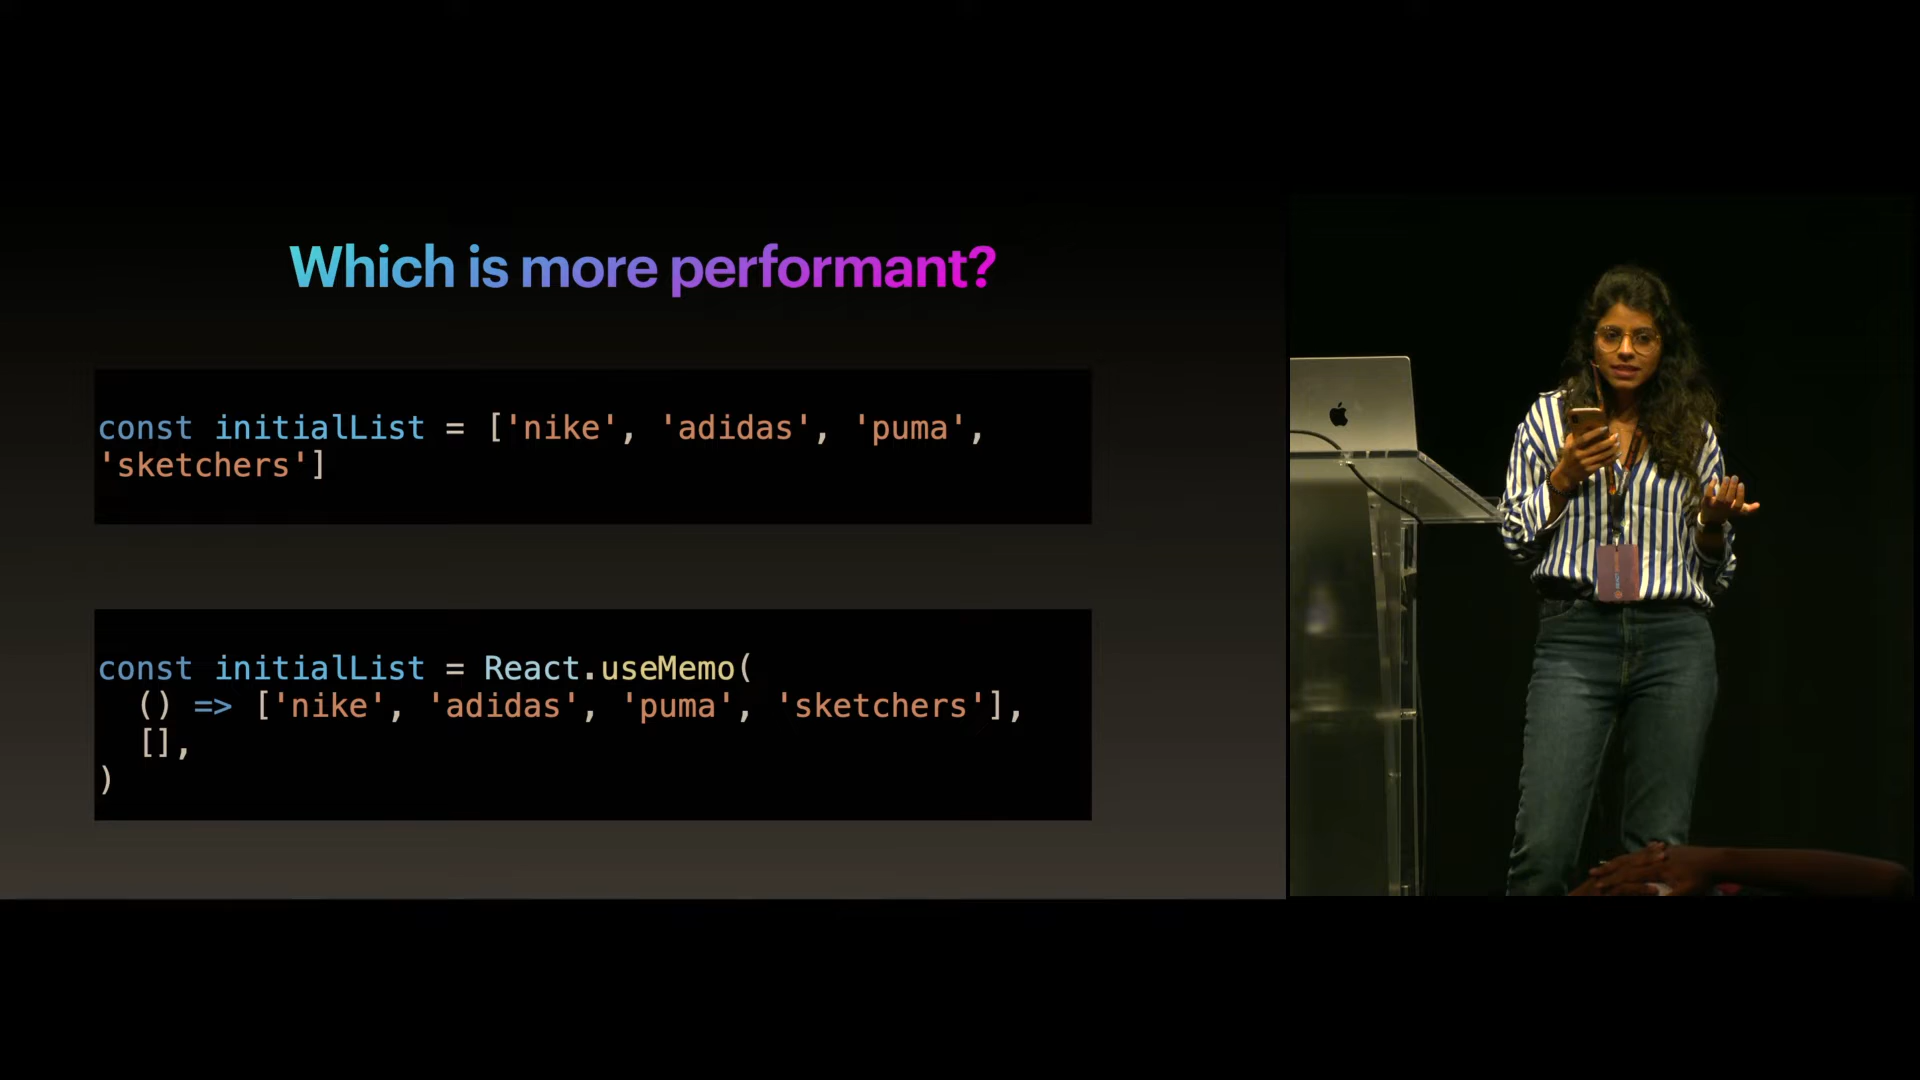 Which is more performant?
const initialList = ['nike', 'adidas', 'puma',
'sketchers']
const initialList = React.useMemo(
() => ['nike', 'adidas', 'puma', 'sketchers'],
[],
)